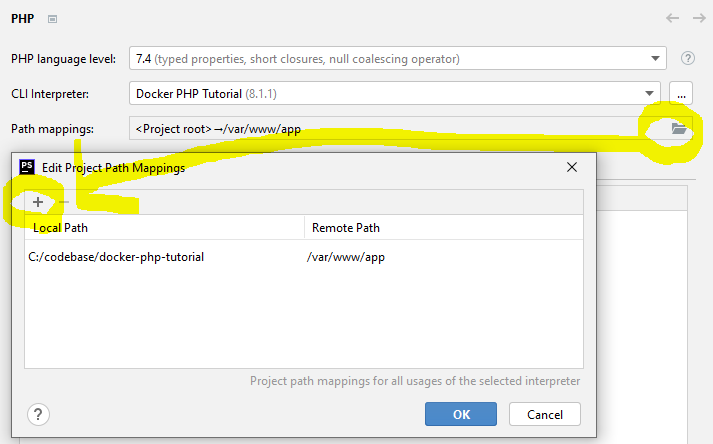 PHP
PHP language level: 7.4 (typed properties, short closures, null coalescing operator) ?
CLI Interpreter: Docker PHP Tutorial (8.1.1) ...
Path mappings: <Project root>→/var/www/app
PS Edit Project Path Mappings
Local Path Remote Path
C:/codebase/docker-php-tutorial /var/www/app
Project path mappings for all usages of the selected interpreter
? OK Cancel